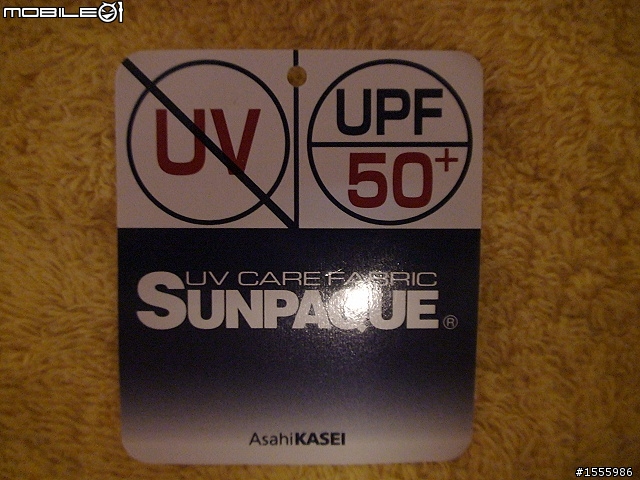 MOBILE01
UV
UPF
50+
UV CARE FABRIC
SUNPAQUE®
AsahiKASEI
#1555986